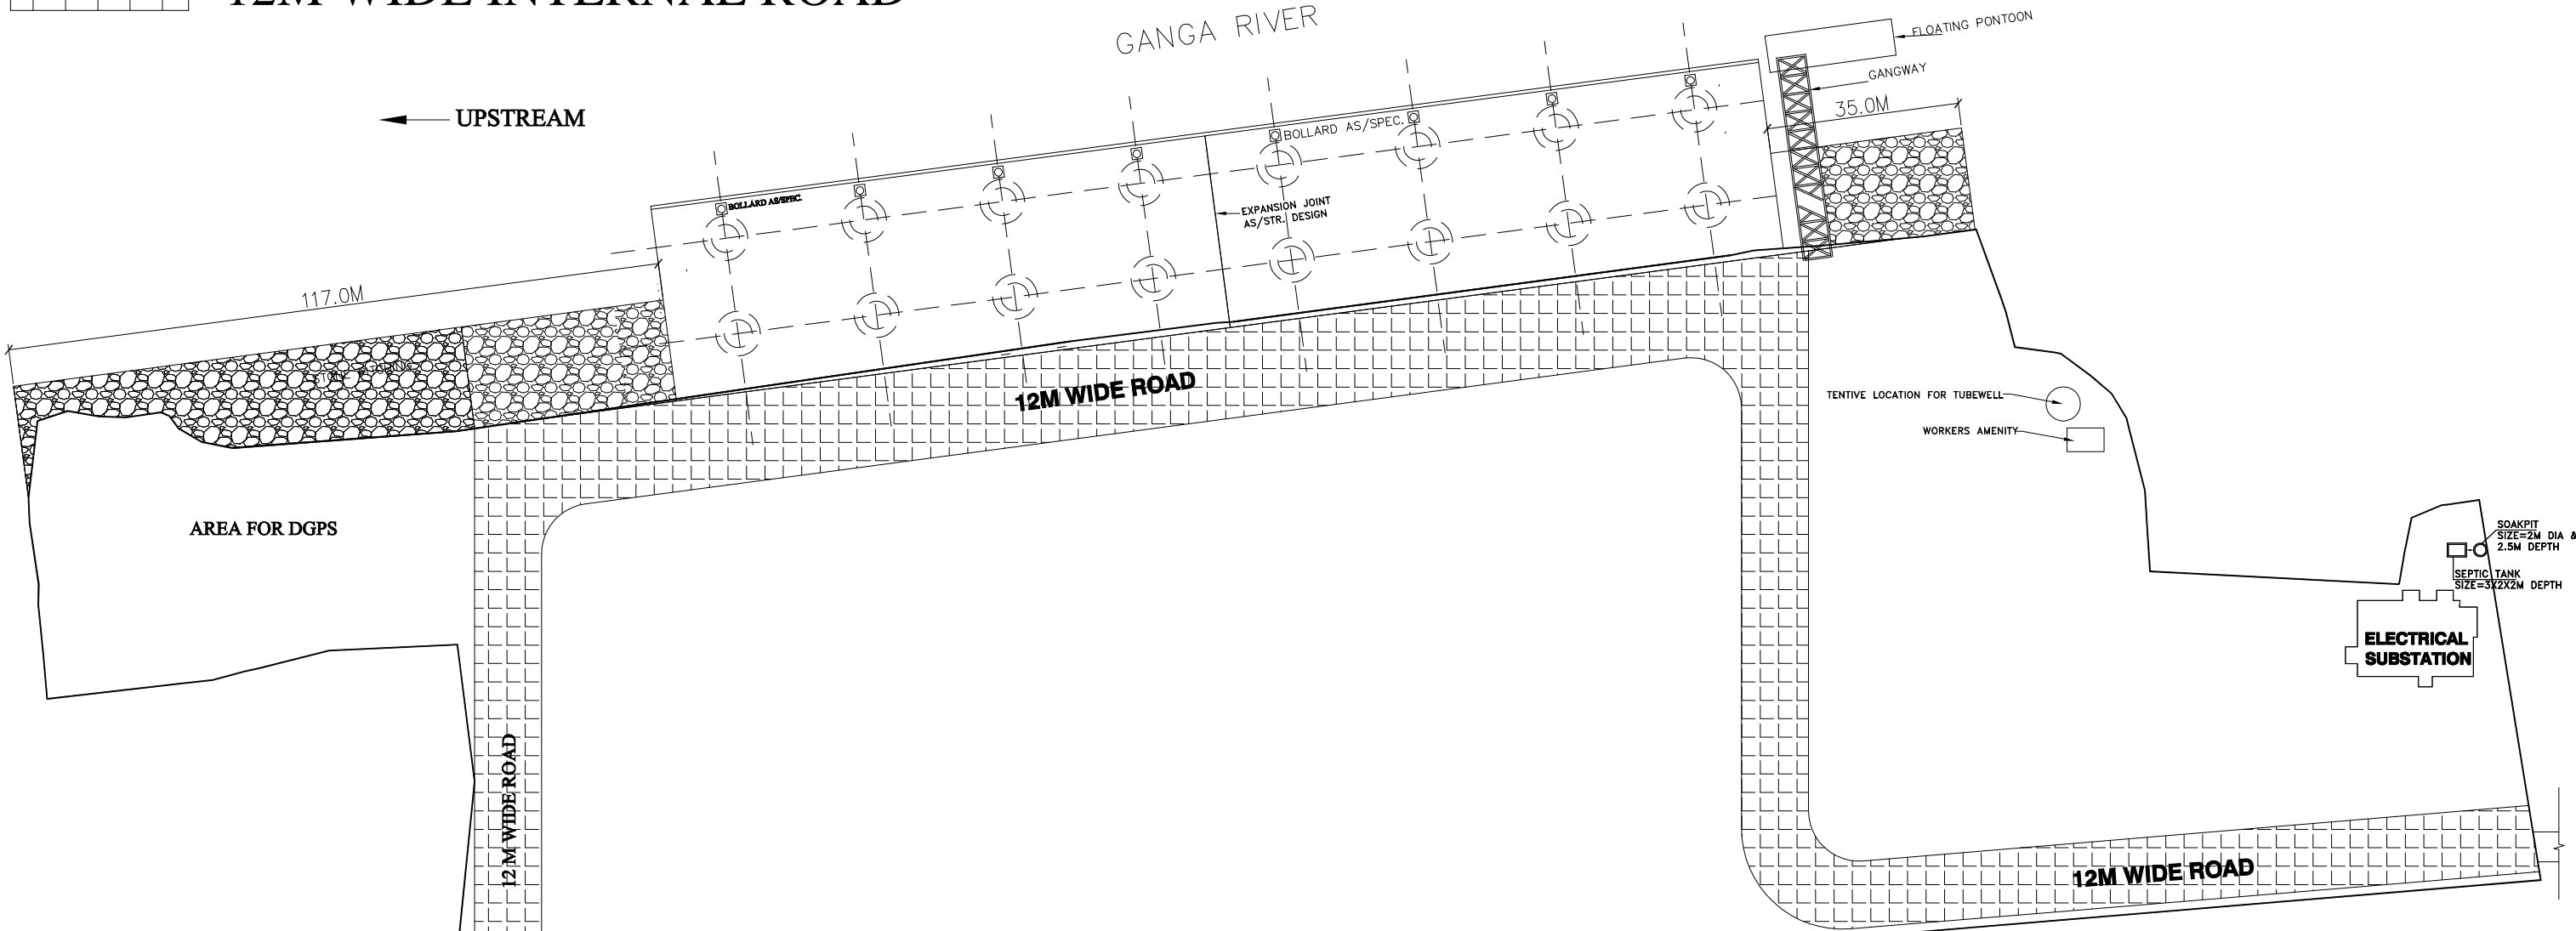 12M WIDE INTERNAL ROAD
GANGA RIVER
FLOATING PONTOON
GANGWAY
35.0M
UPSTREAM
BOLLARD AS/SPEC.
BOLLARD AS/SPEC.
EXPANSION JOINT
AS/STR. DESIGN
117.0M
STONE PITCHING
12M WIDE ROAD
TENTIVE LOCATION FOR TUBEWELL
WORKERS AMENITY
AREA FOR DGPS
SOAKPIT
SIZE=2M DIA &
2.5M DEPTH
SEPTIC TANK
SIZE=3X2X2M DEPTH
ELECTRICAL
SUBSTATION
12 M WIDE ROAD
12M WIDE ROAD